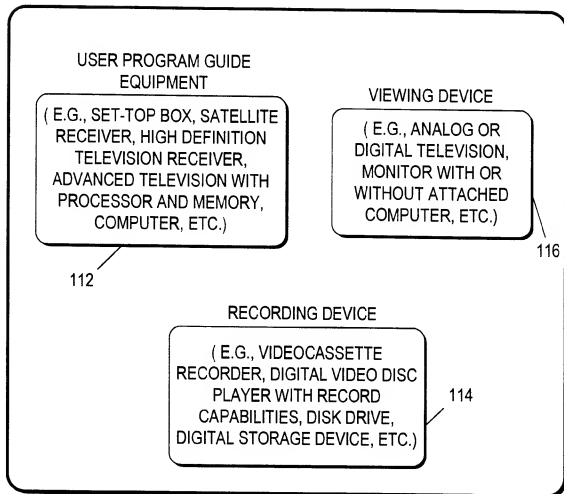 USER PROGRAM GUIDE
EQUIPMENT
( E.G., SET-TOP BOX, SATELLITE
RECEIVER, HIGH DEFINITION
TELEVISION RECEIVER,
ADVANCED TELEVISION WITH
PROCESSOR AND MEMORY,
COMPUTER, ETC.)
112
VIEWING DEVICE
( E.G., ANALOG OR
DIGITAL TELEVISION,
MONITOR WITH OR
WITHOUT ATTACHED
COMPUTER, ETC.)
116
RECORDING DEVICE
( E.G., VIDEOCASSETTE
RECORDER, DIGITAL VIDEO DISC
PLAYER WITH RECORD
CAPABILITIES, DISK DRIVE,
DIGITAL STORAGE DEVICE, ETC.)
114